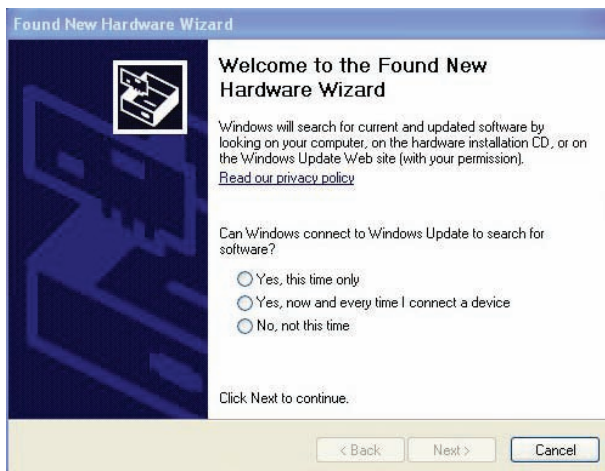 Found New Hardware Wizard
Welcome to the Found New
Hardware Wizard
Windows will search for current and updated software by
looking on your computer, on the hardware installation CD, or on
the Windows Update Web site (with your permission).
Read our privacy policy
Can Windows connect to Windows Update to search for
software?
Yes, this time only
Yes, now and every time I connect a device
No, not this time
Click Next to continue.
< Back Next > Cancel